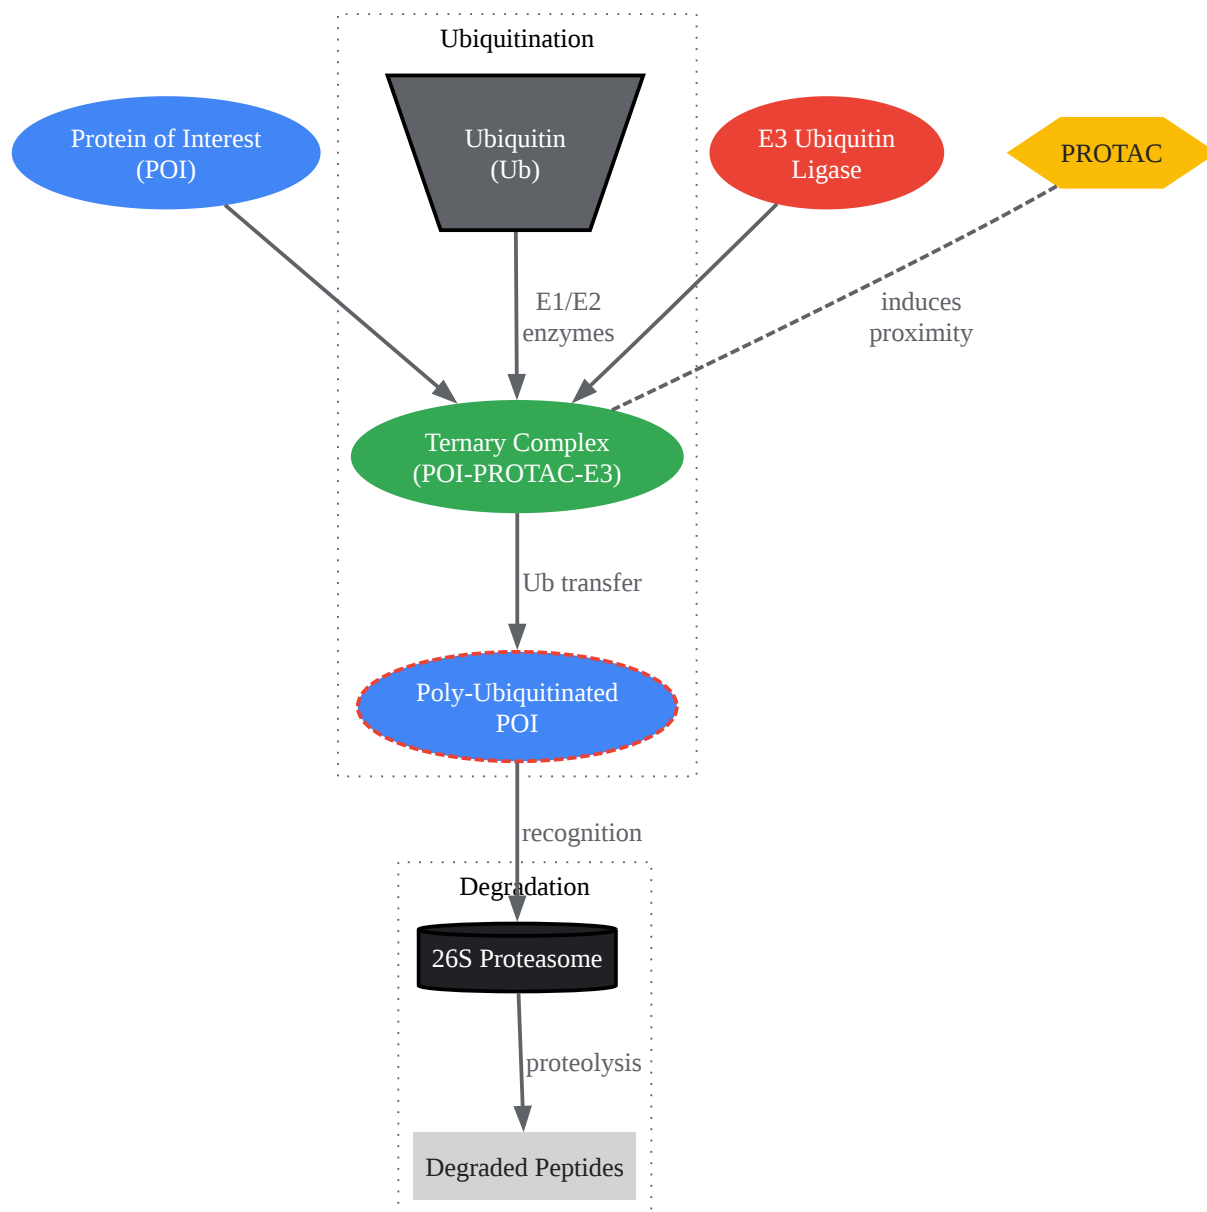 Ubiquitination
Protein of Interest
(POI)
Ubiquitin
(Ub)
E3 Ubiquitin
Ligase
PROTAC
E1/E2
enzymes
induces
proximity
Ternary Complex
(POI-PROTAC-E3)
Ub transfer
Poly-Ubiquitinated
POI
recognition
Degradation
26S Proteasome
proteolysis
Degraded Peptides